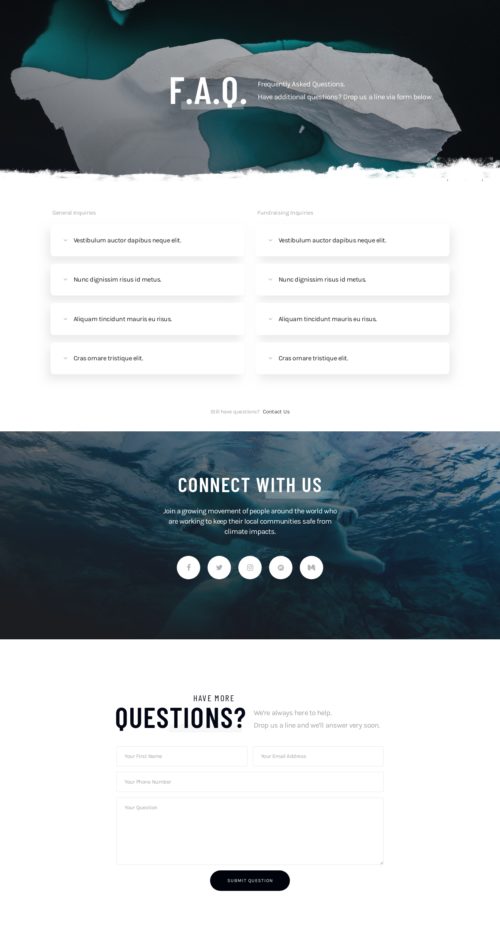 F.A.Q.
Frequently Asked Questions.
Have additional questions? Drop us a line via form below.
General Inquiries
Vestibulum auctor dapibus neque elit.
Nunc dignissim risus id metus.
Aliquam tincidunt mauris eu risus.
Cras ornare tristique elit.
Fundraising Inquiries
Vestibulum auctor dapibus neque elit.
Nunc dignissim risus id metus.
Aliquam tincidunt mauris eu risus.
Cras ornare tristique elit.
Still have questions? Contact Us
CONNECT WITH US
Join a growing movement of people around the world who
are working to keep their local communities safe from
climate impacts.
HAVE MORE
QUESTIONS?
We're always here to help.
Drop us a line and we'll answer very soon.
Your First Name
Your Email Address
Your Phone Number
Your Question
SUBMIT QUESTION